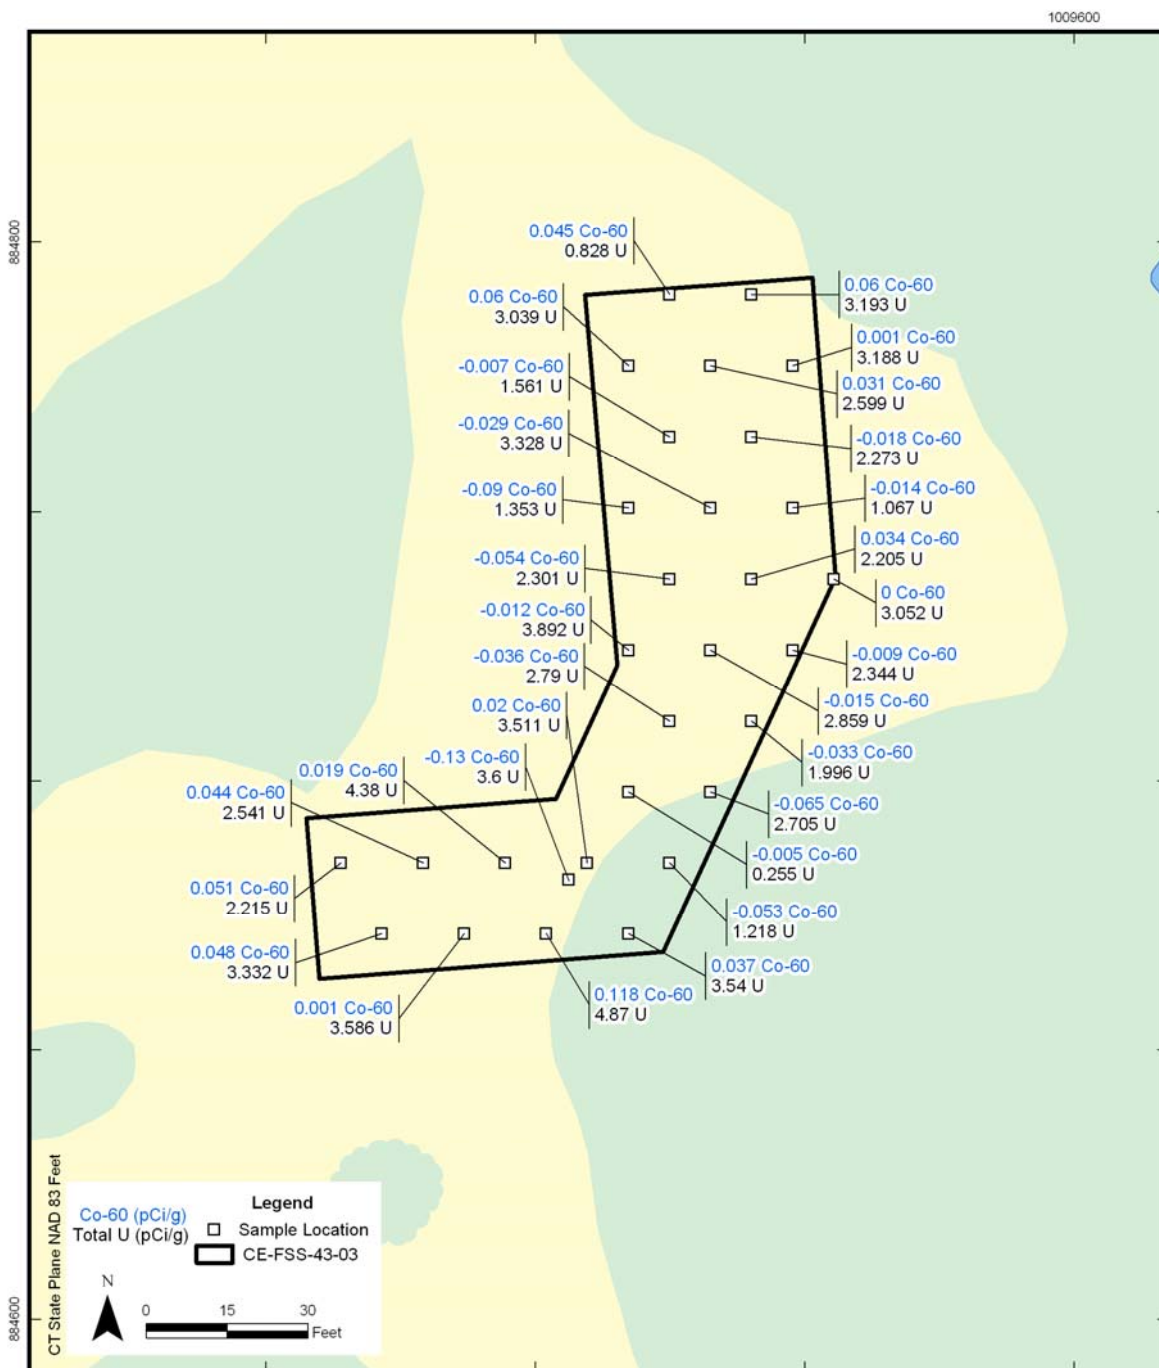 1009600
884800
0.045 Co-60
0.828 U
0.06 Co-60
3.193 U
0.06 Co-60
3.039 U
0.001 Co-60
3.188 U
-0.007 Co-60
1.561 U
0.031 Co-60
2.599 U
-0.029 Co-60
3.328 U
-0.018 Co-60
2.273 U
-0.09 Co-60
1.353 U
-0.014 Co-60
1.067 U
0.034 Co-60
2.205 U
-0.054 Co-60
2.301 U
0 Co-60
3.052 U
-0.012 Co-60
3.892 U
-0.009 Co-60
2.344 U
-0.036 Co-60
2.79 U
-0.015 Co-60
2.859 U
0.02 Co-60
3.511 U
-0.13 Co-60
3.6 U
-0.033 Co-60
1.996 U
0.019 Co-60
4.38 U
0.044 Co-60
2.541 U
-0.065 Co-60
2.705 U
-0.005 Co-60
0.255 U
0.051 Co-60
2.215 U
-0.053 Co-60
1.218 U
0.048 Co-60
3.332 U
0.037 Co-60
3.54 U
0.118 Co-60
4.87 U
0.001 Co-60
3.586 U
CT State Plane NAD 83 Feet
884600
Legend
Co-60 (pCi/g)
Total U (pCi/g)
Sample Location
CE-FSS-43-03
N
0 15 30
Feet